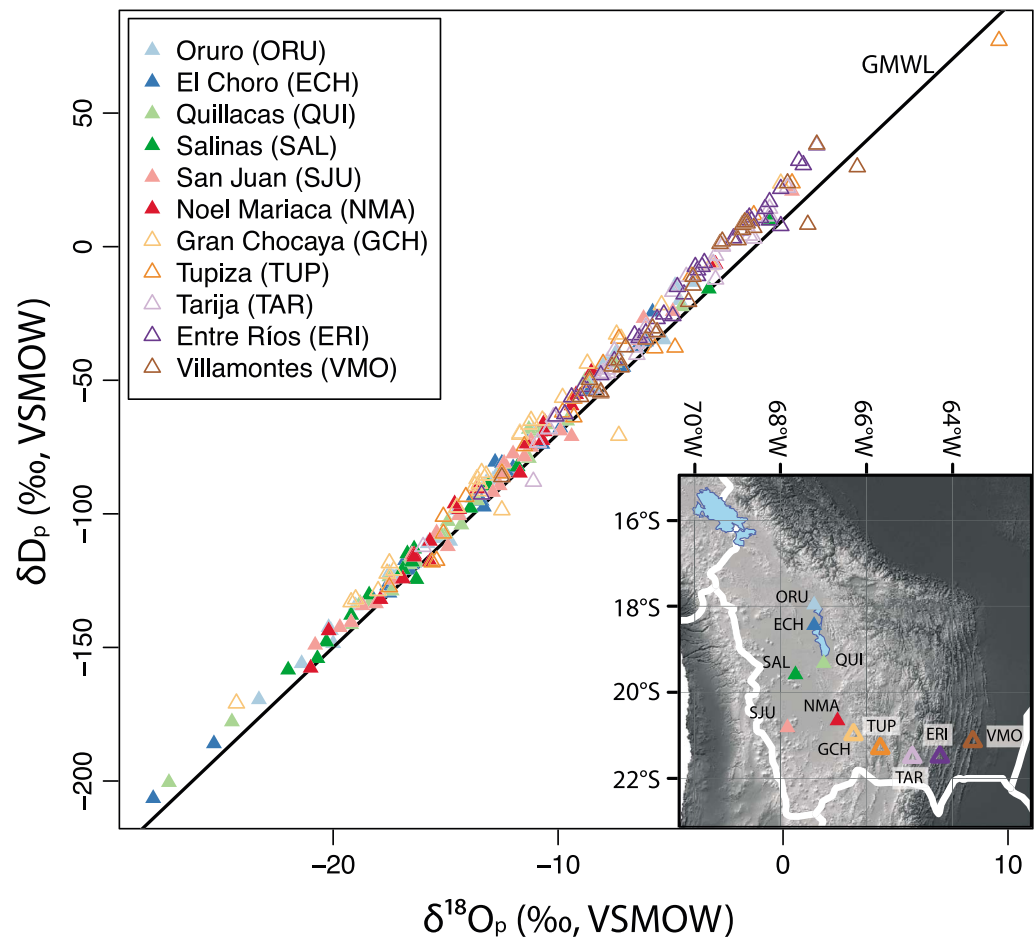 GMWL
Oruro (ORU)
El Choro (ECH)
Quillacas (QUI)
Salinas (SAL)
San Juan (SJU)
Noel Mariaca (NMA)
Gran Chocaya (GCH)
Tupiza (TUP)
Tarija (TAR)
Entre Ríos (ERI)
Villamontes (VMO)
δDₚ (‰, VSMOW)
50
0
−50
−100
−150
−200
70°W
68°W
66°W
64°W
16°S
18°S
20°S
22°S
ORU
ECH
QUI
SAL
NMA
SJU
TUP
ERI
VMO
GCH
TAR
−20
−10
0
10
δ¹⁸Oₚ (‰, VSMOW)